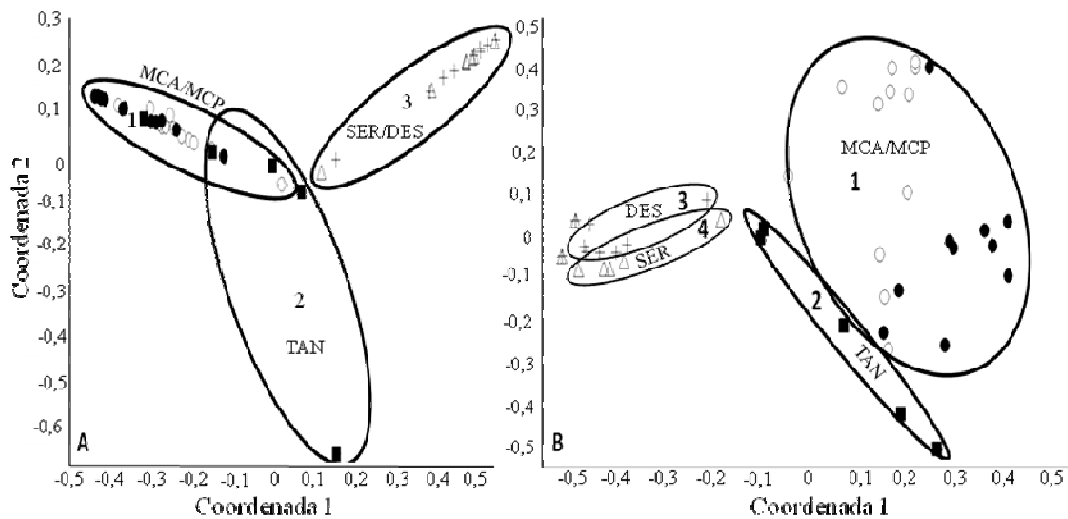 0,3
0,2
0,1
0
-0,1
-0,2
-0,3
-0,4
-0,5
-0,6
Coordenada 2
MCA/MCP
1
3
SER/DES
2
TAN
A
-0,5 -0,4 -0,3 -0,2 -0,1 0 0,1 0,2 0,3 0,4 0,5
Coordenada 1
0,5
0,4
0,3
0,2
0,1
0
-0,1
-0,2
-0,3
-0,4
-0,5
MCA/MCP
1
DES 3
4
SER
2
TAN
B
-0,5 -0,4 -0,3 -0,2 -0,1 0 0,1 0,2 0,3 0,4 0,5
Coordenada 1